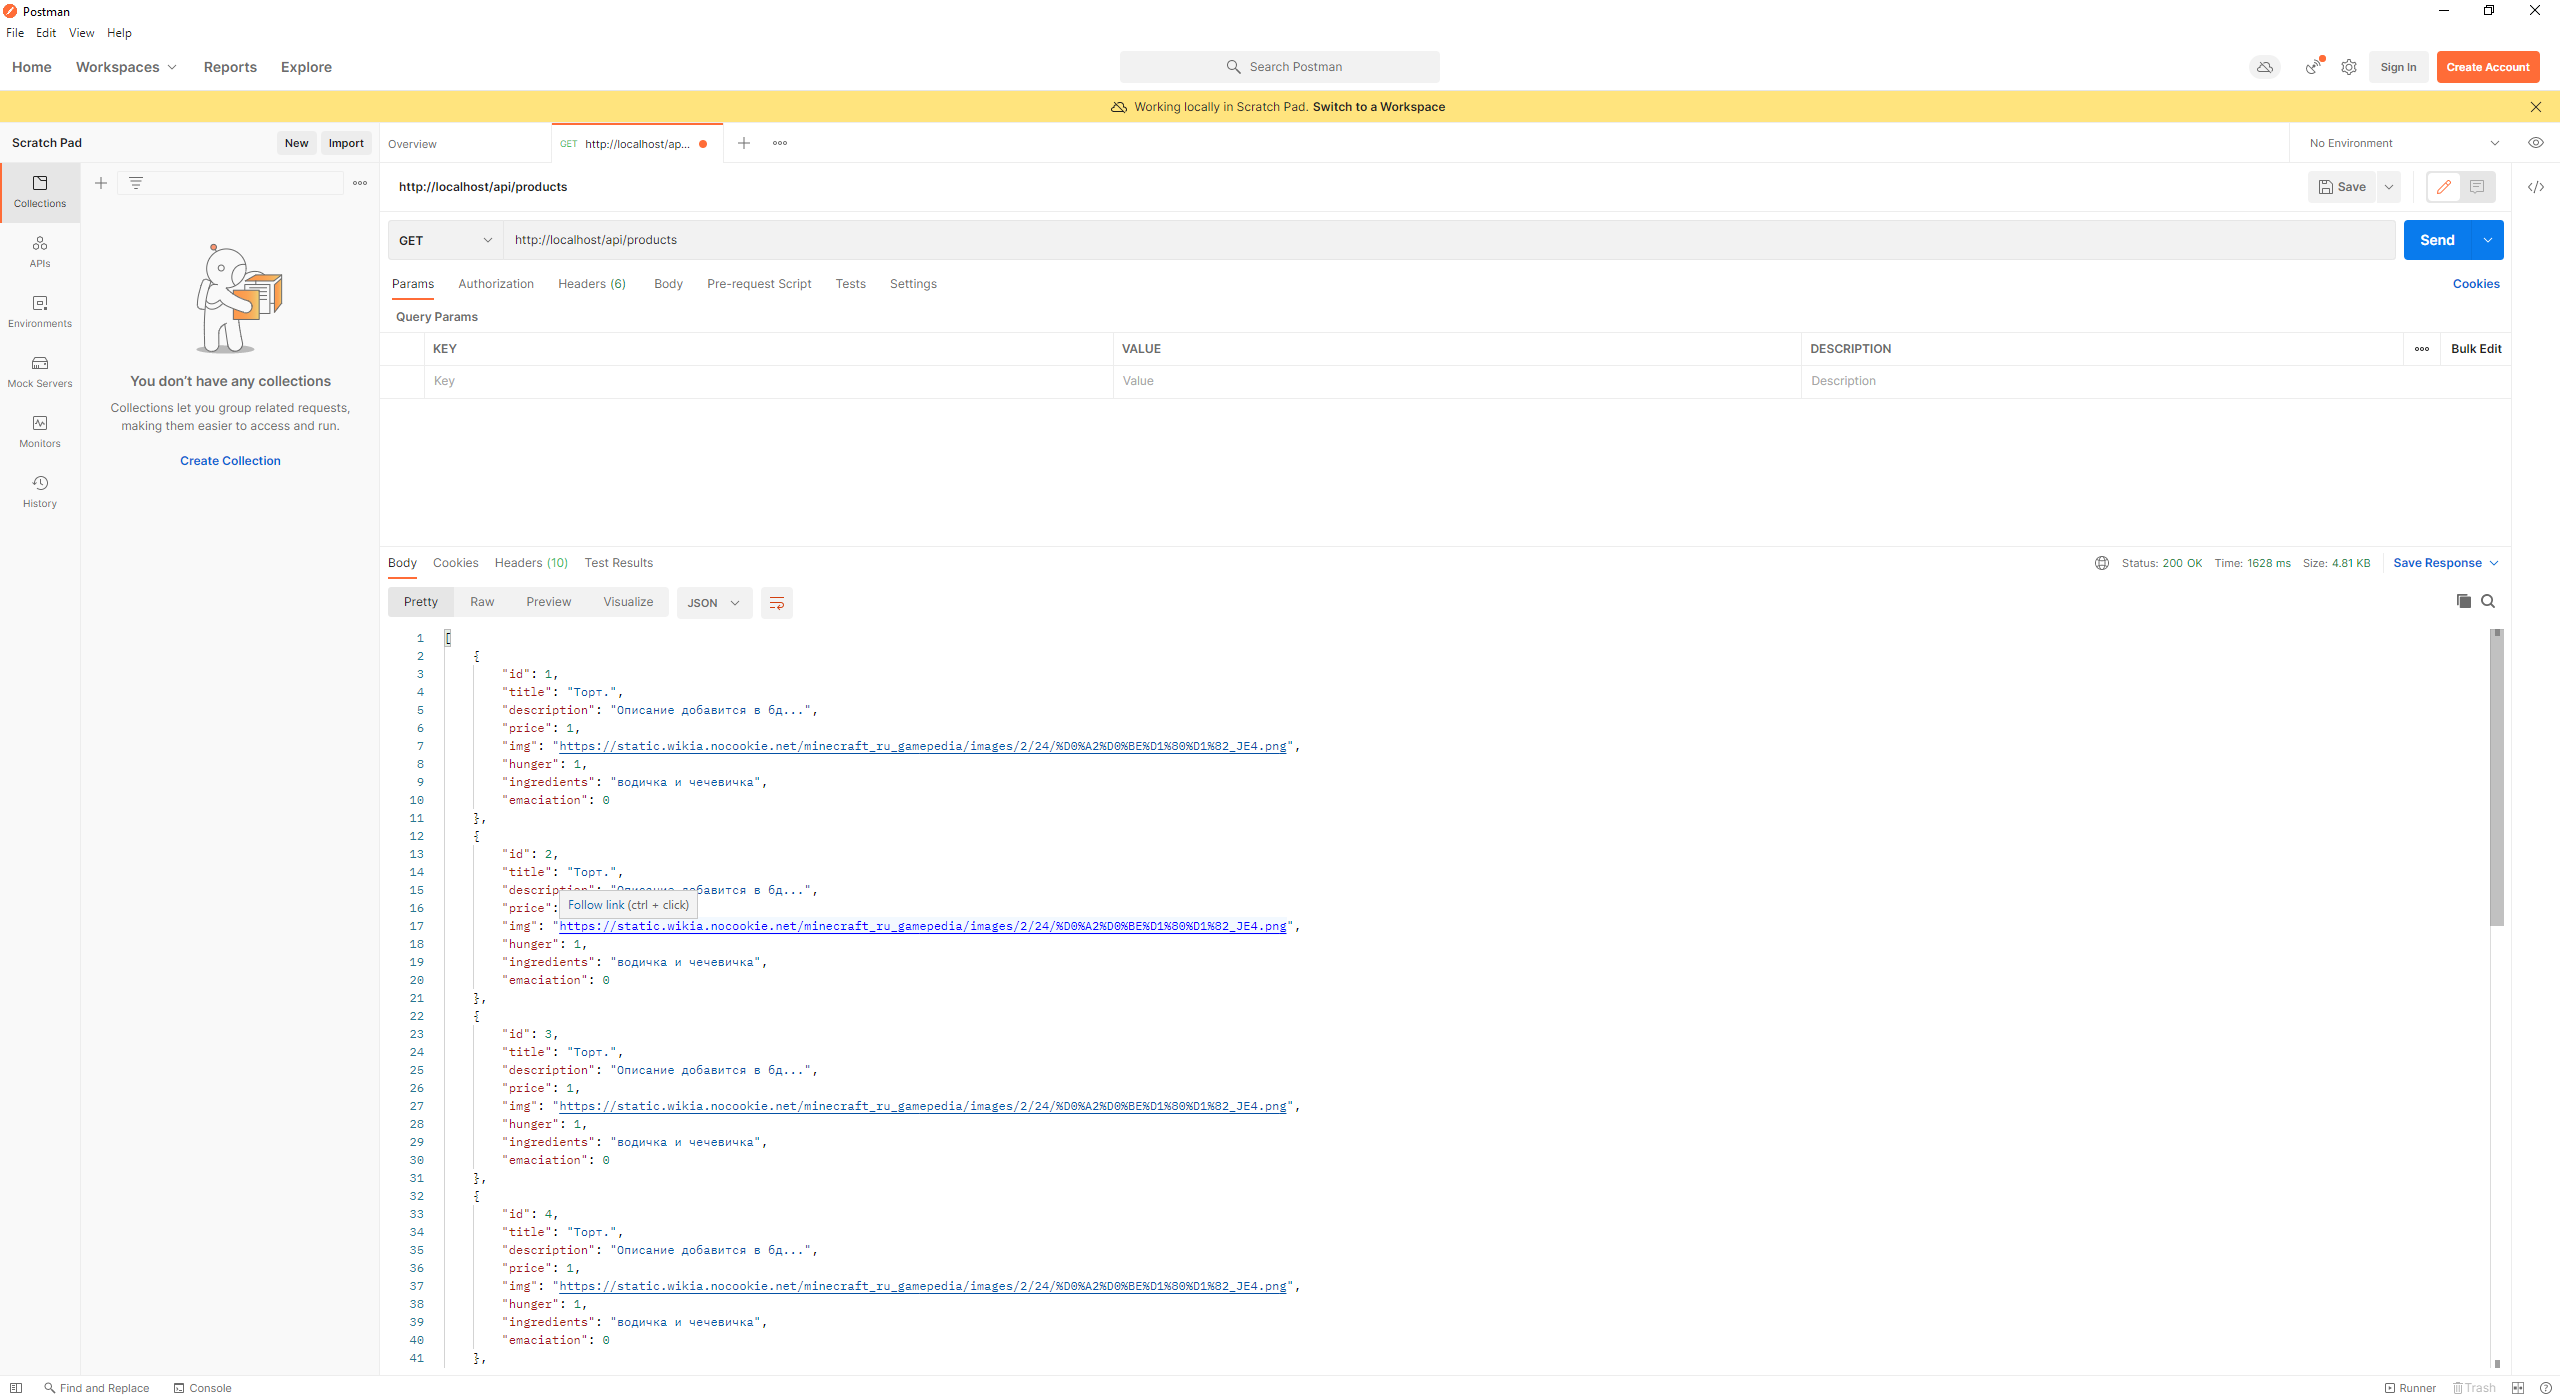 Postman
File Edit View Help
Home Workspaces Reports Explore
Search Postman
Sign In Create Account
Working locally in Scratch Pad. Switch to a Workspace
Scratch Pad New Import
Overview GET http://localhost/ap... No Environment
Collections
APIs
Environments
Mock Servers
Monitors
History
You don't have any collections
Collections let you group related requests,
making them easier to access and run.
Create Collection
http://localhost/api/products Save
GET http://localhost/api/products Send
Params Authorization Headers (6) Body Pre-request Script Tests Settings Cookies
Query Params
KEY VALUE DESCRIPTION Bulk Edit
Key Value Description
Body Cookies Headers (10) Test Results Status: 200 OK Time: 1628 ms Size: 4.81 KB Save Response
Pretty Raw Preview Visualize JSON
1 [
2 {
3 "id": 1,
4 "title": "Торт.",
5 "description": "Описание добавится в бд...",
6 "price": 1,
7 "img": "https://static.wikia.nocookie.net/minecraft_ru_gamepedia/images/2/24/%D0%A2%D0%BE%D1%80%D1%82_JE4.png",
8 "hunger": 1,
9 "ingredients": "водичка и чечевичка",
10 "emaciation": 0
11 },
12 {
13 "id": 2,
14 "title": "Торт.",
15 "description": "Описание добавится в бд...",
16 "price":
Follow link (ctrl + click)
17 "img": "https://static.wikia.nocookie.net/minecraft_ru_gamepedia/images/2/24/%D0%A2%D0%BE%D1%80%D1%82_JE4.png",
18 "hunger": 1,
19 "ingredients": "водичка и чечевичка",
20 "emaciation": 0
21 },
22 {
23 "id": 3,
24 "title": "Торт.",
25 "description": "Описание добавится в бд...",
26 "price": 1,
27 "img": "https://static.wikia.nocookie.net/minecraft_ru_gamepedia/images/2/24/%D0%A2%D0%BE%D1%80%D1%82_JE4.png",
28 "hunger": 1,
29 "ingredients": "водичка и чечевичка",
30 "emaciation": 0
31 },
32 {
33 "id": 4,
34 "title": "Торт.",
35 "description": "Описание добавится в бд...",
36 "price": 1,
37 "img": "https://static.wikia.nocookie.net/minecraft_ru_gamepedia/images/2/24/%D0%A2%D0%BE%D1%80%D1%82_JE4.png",
38 "hunger": 1,
39 "ingredients": "водичка и чечевичка",
40 "emaciation": 0
41 },
Find and Replace Console Runner Trash